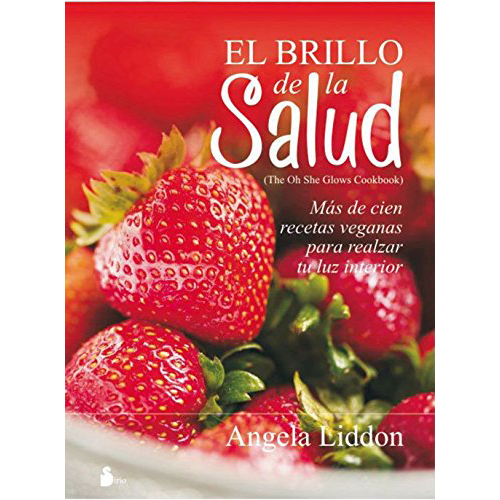 EL BRILLO
de la
Salud
(The Oh She Glows Cookbook)
Más de cien
recetas veganas
para realzar
tu luz interior
Angela Liddon
Sirio